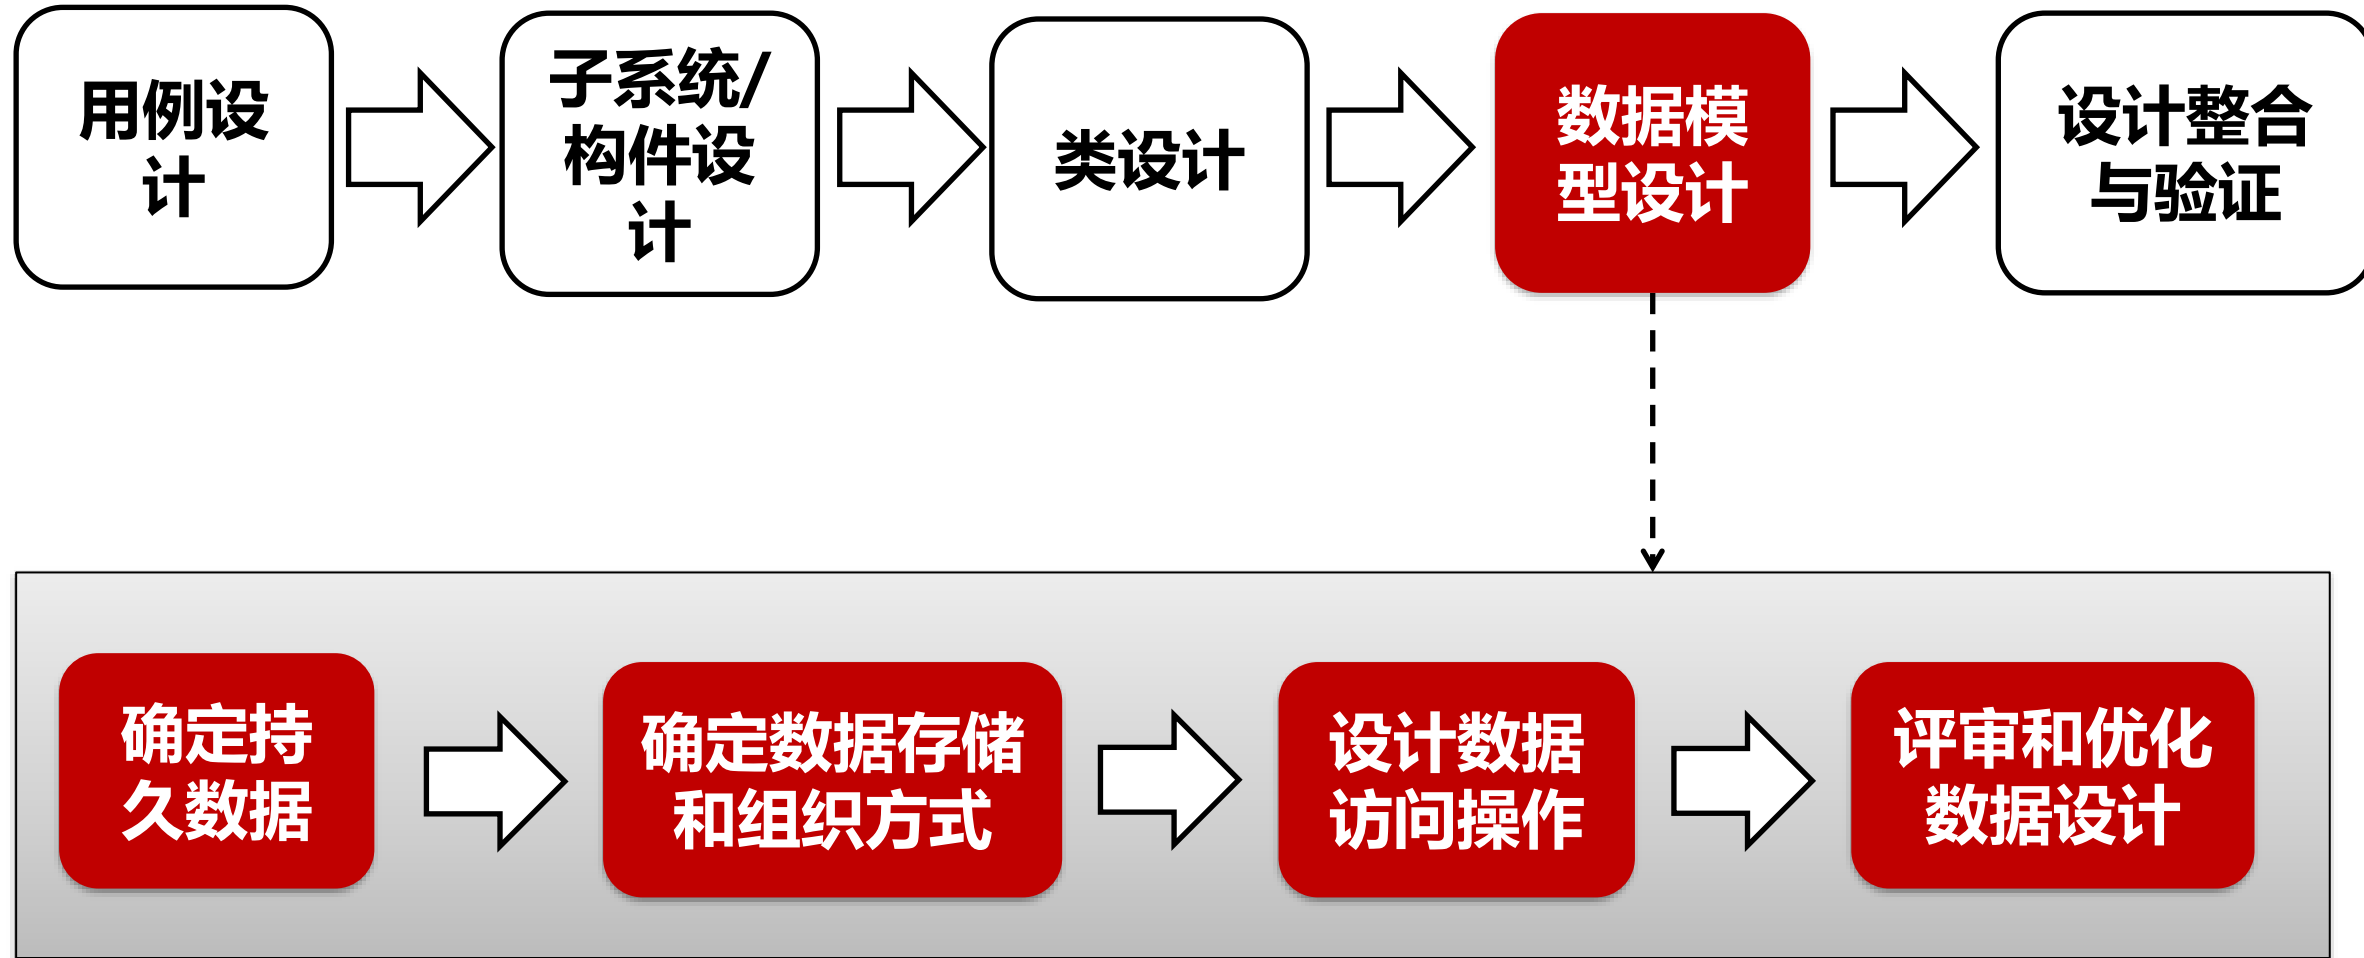 用例设
计
子系统/
构件设
计
类设计
数据模
型设计
设计整合
与验证
确定持
久数据
确定数据存储
和组织方式
设计数据
访问操作
评审和优化
数据设计